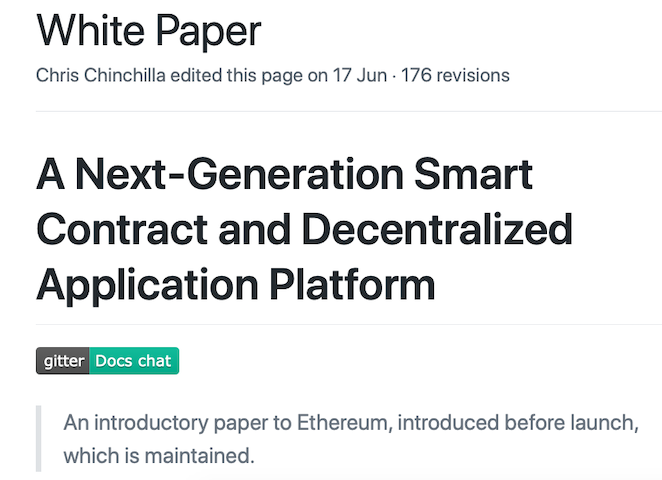 White Paper
Chris Chinchilla edited this page on 17 Jun · 176 revisions
A Next-Generation Smart
Contract and Decentralized
Application Platform
gitter Docs chat
An introductory paper to Ethereum, introduced before launch,
which is maintained.